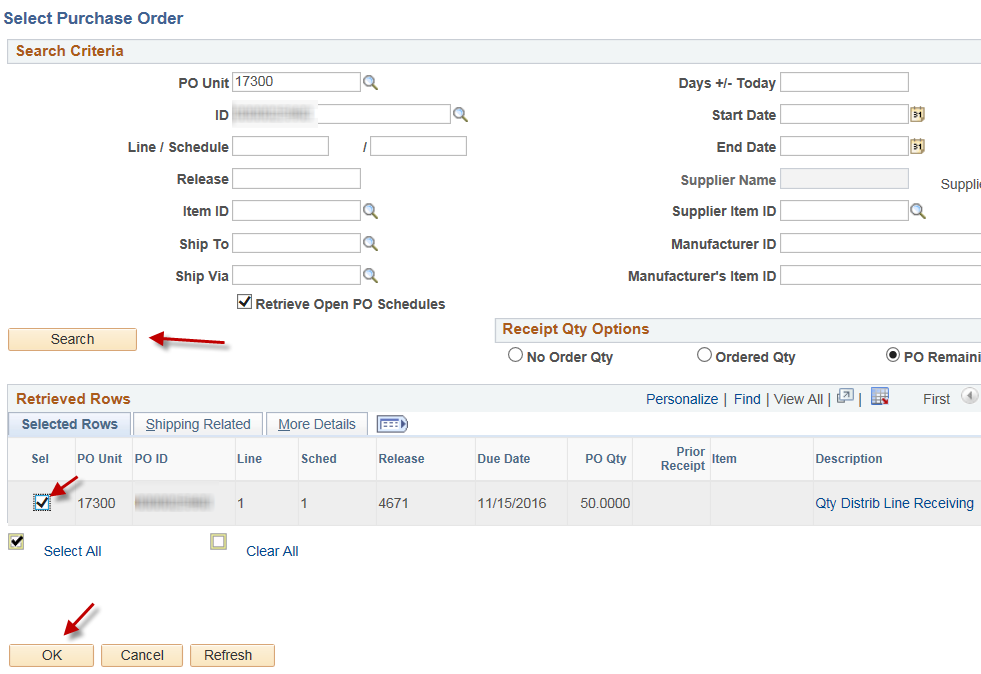 Select Purchase Order
Search Criteria
PO Unit 17300 Days +/- Today
ID Start Date 31
Line / Schedule / End Date 31
Release Supplier Name Supplie
Item ID Supplier Item ID
Ship To Manufacturer ID
Ship Via Manufacturer's Item ID
Retrieve Open PO Schedules
Search
Receipt Qty Options
No Order Qty Ordered Qty PO Remaini
Retrieved Rows Personalize | Find | View All | | First
Selected Rows Shipping Related More Details
Sel PO Unit PO ID Line Sched Release Due Date PO Qty Prior Receipt Item Description
17300 1 1 4671 11/15/2016 50.0000 Qty Distrib Line Receiving
Select All Clear All
OK Cancel Refresh